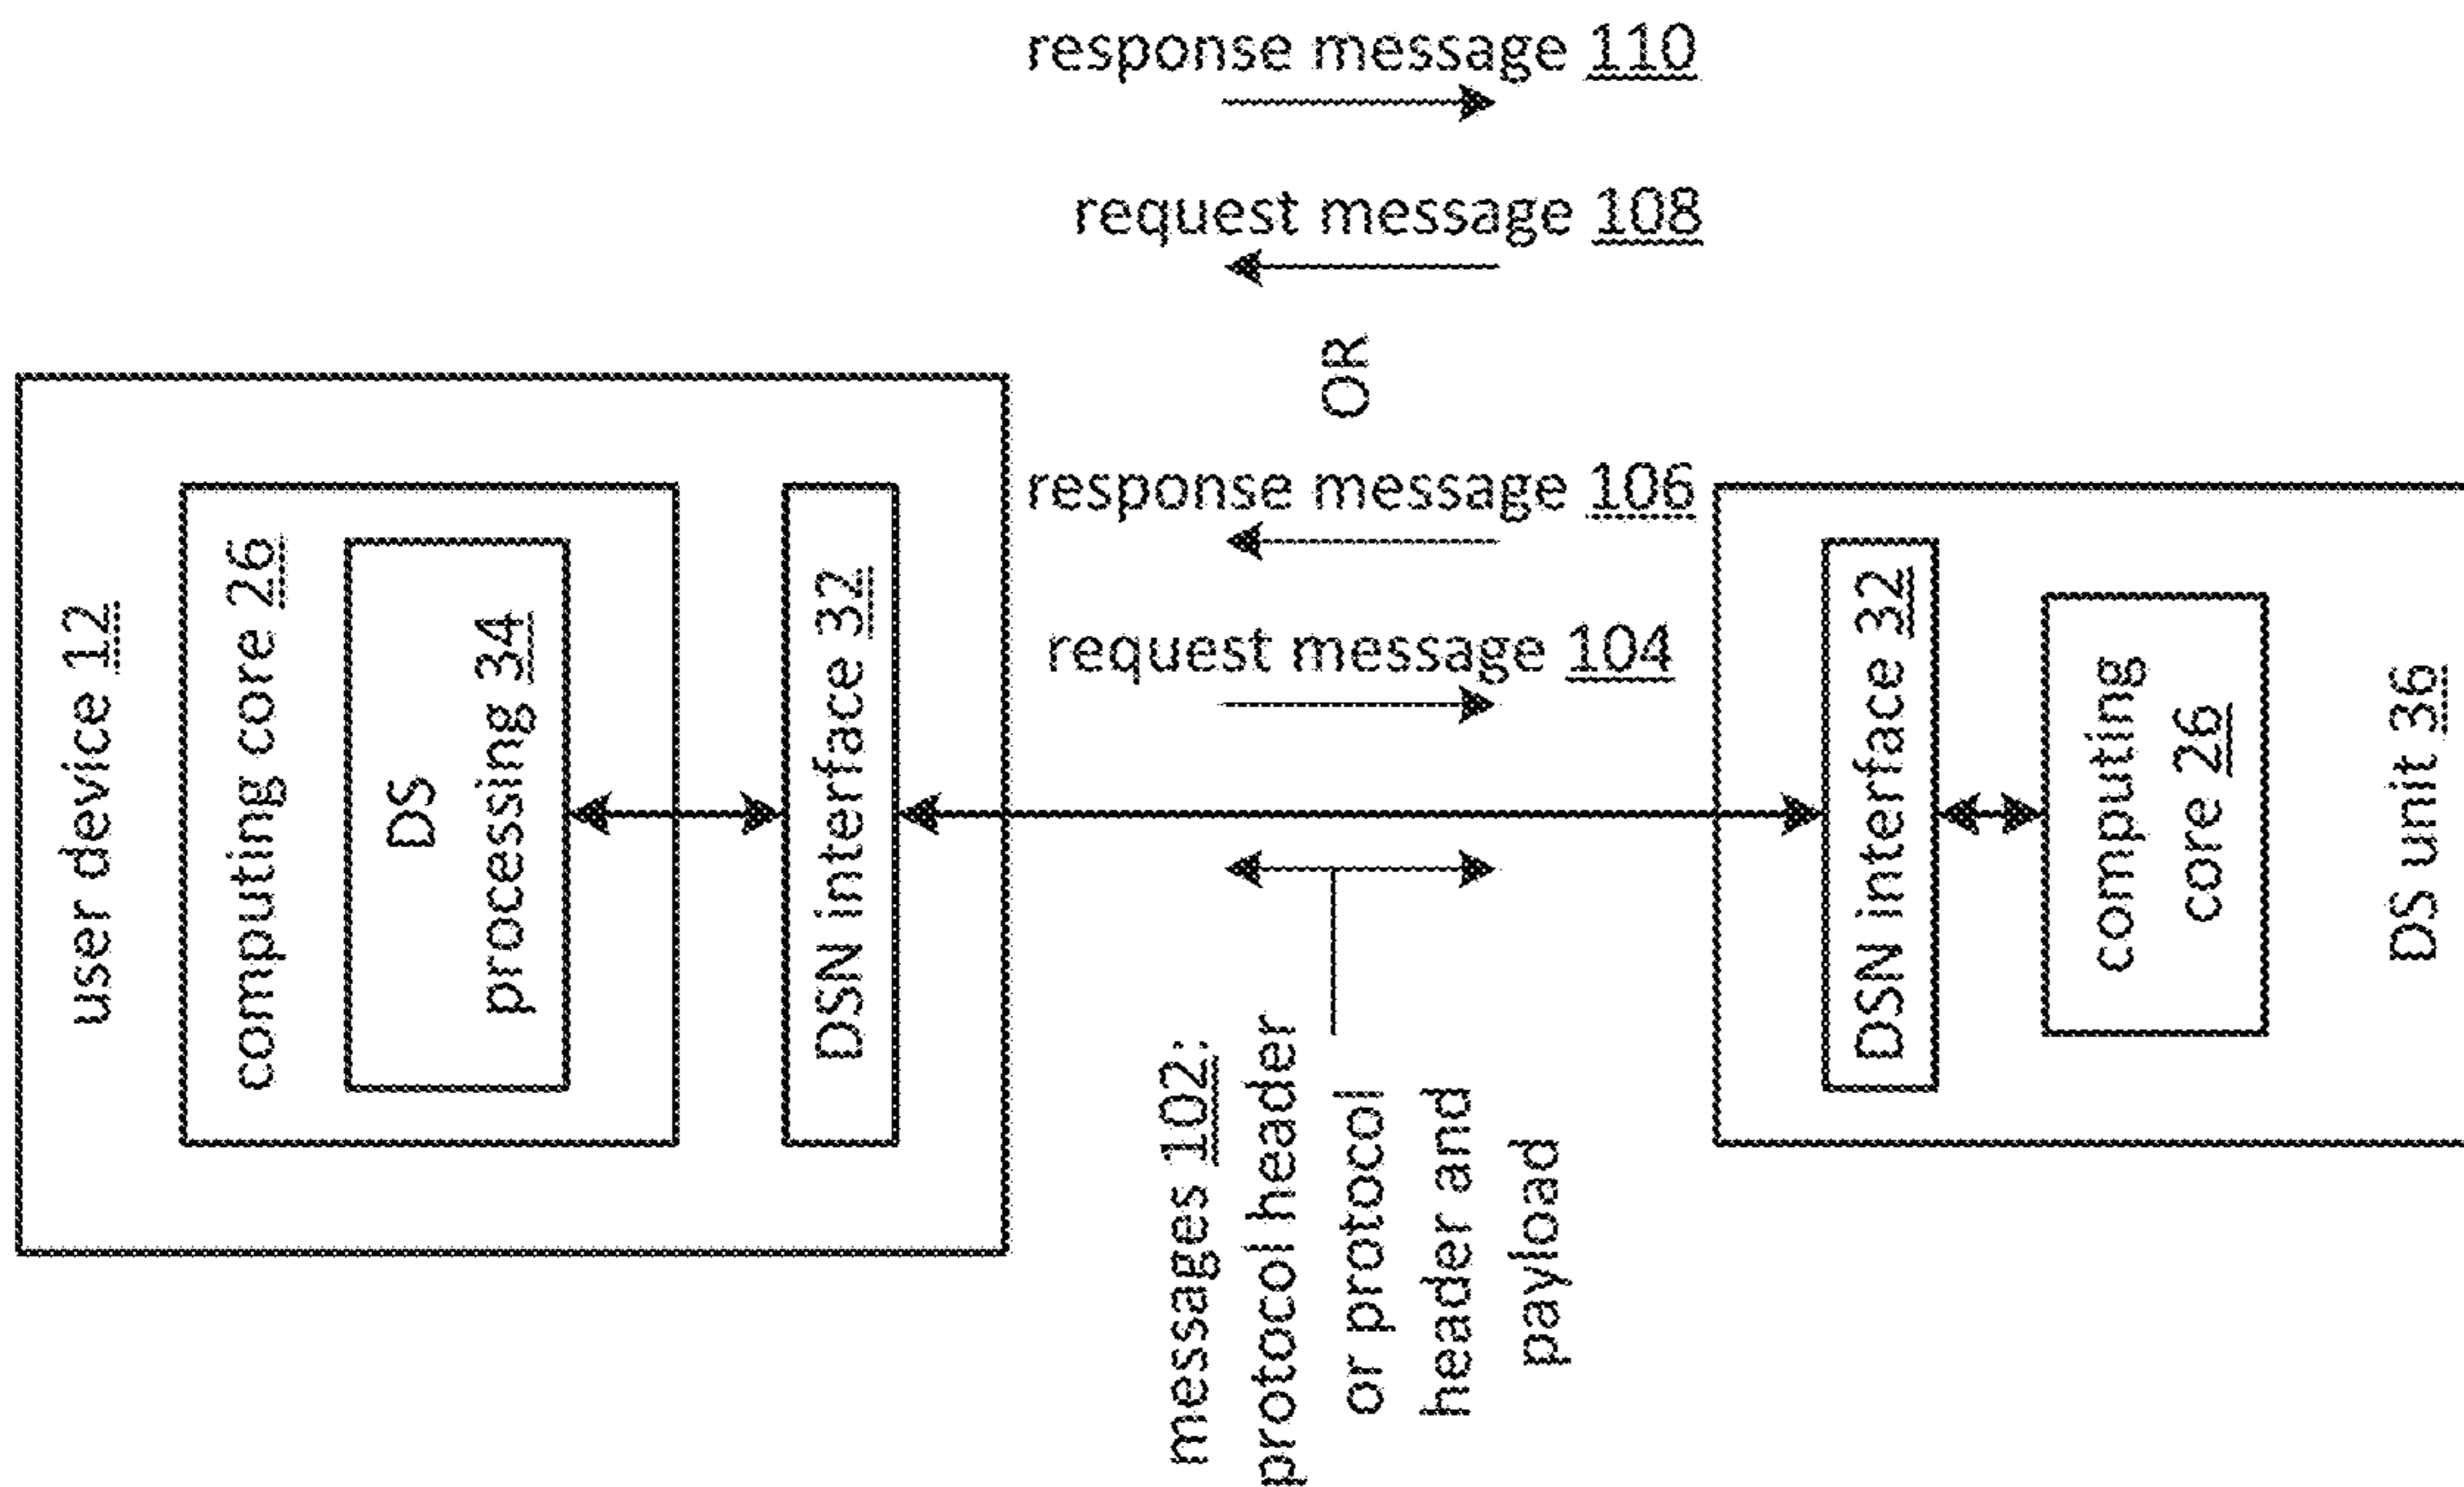 user device 12
computing core 26
DS
processing 34
DSN interface 32
messages 102:
protocol header
or protocol
header and
payload
request message 104
response message 106
OR
request message 108
response message 110
DSN interface 32
computing
core 26
DS unit 36